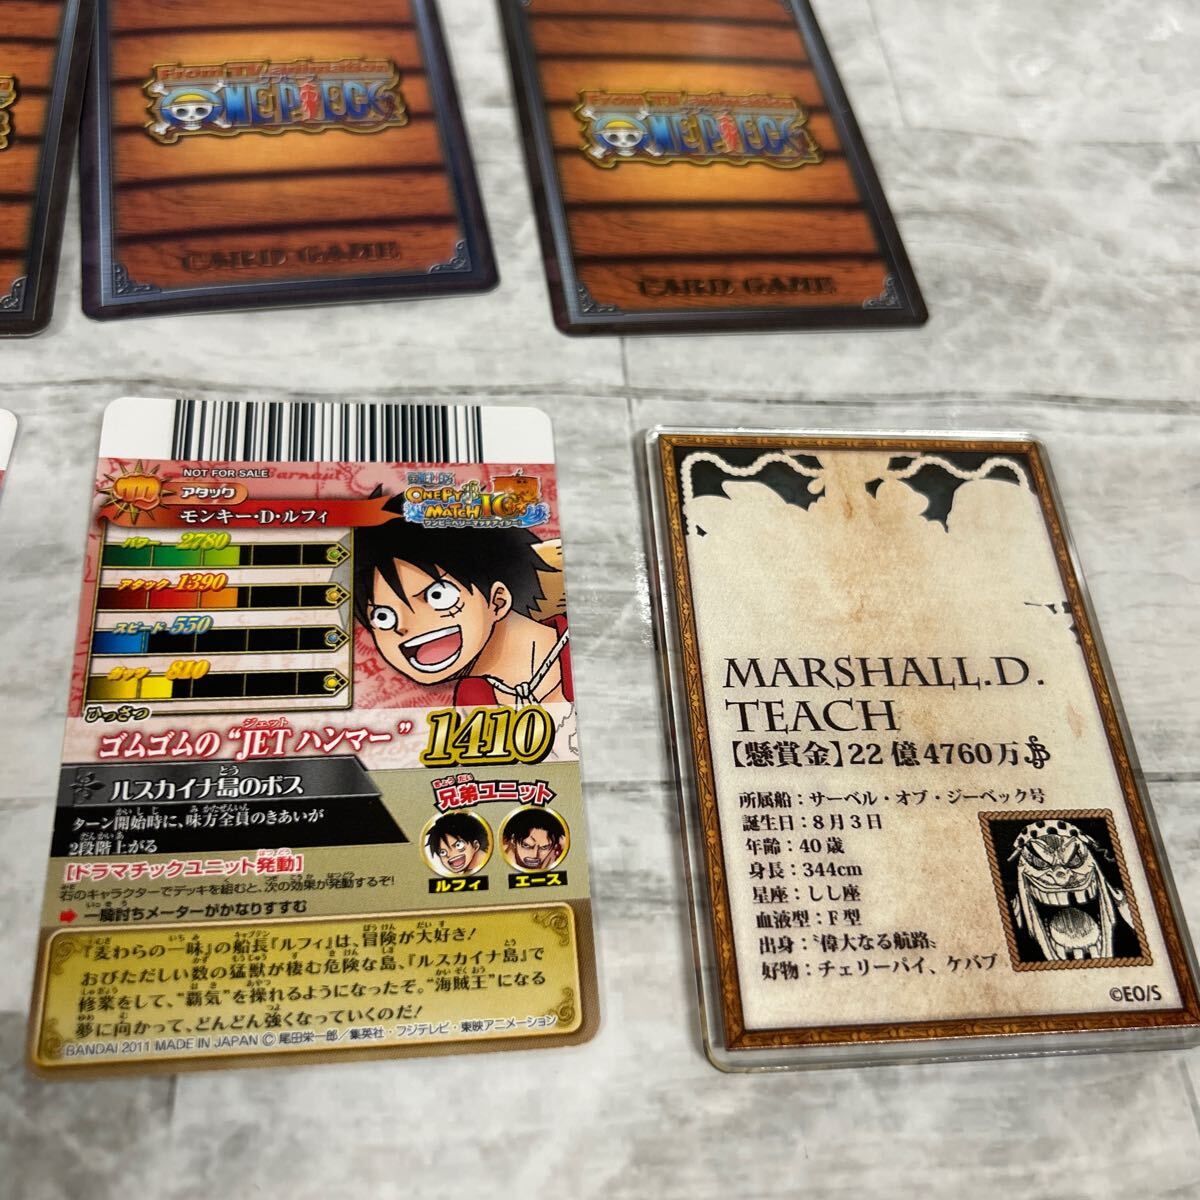 From TV animation
ONE PIECE
CARD GAME
From TV animation
ONE PIECE
CARD GAME
NOT FOR SALE
アタック
モンキー・D・ルフィ
ONEPY
MATCH IC
ワンピーベリーマッチアイシー
パワー 2780
アタック 1390
スピード 550
ガッツ 810
ひっさつ
ゴムゴムの“JETハンマー” 1410
ルスカイナ島のボス
ターン開始時に、味方全員のきあいが
2段階上がる
[ドラマチックユニット発動]
右のキャラクターでデッキを組むと、次の効果が発動するぞ!
一騎討ちメーターがかなりすすむ
兄弟ユニット
ルフィ エース
『麦わらの一味』の船長『ルフィ』は、冒険が大好き!
おびただしい数の猛獣が棲む危険な島、『ルスカイナ島』で
修業をして、“覇気”を操れるようになったぞ。“海賊王”になる
夢に向かって、どんどん強くなっていくのだ!
BANDAI 2011 MADE IN JAPAN © 尾田栄一郎／集英社・フジテレビ・東映アニメーション
MARSHALL.D.
TEACH
【懸賞金】22億4760万
所属船：サーベル・オブ・ジーベック号
誕生日：8月3日
年齢：40歳
身長：344cm
星座：しし座
血液型：F型
出身：〝偉大なる航路〟
好物：チェリーパイ、ケバブ
©EO/S